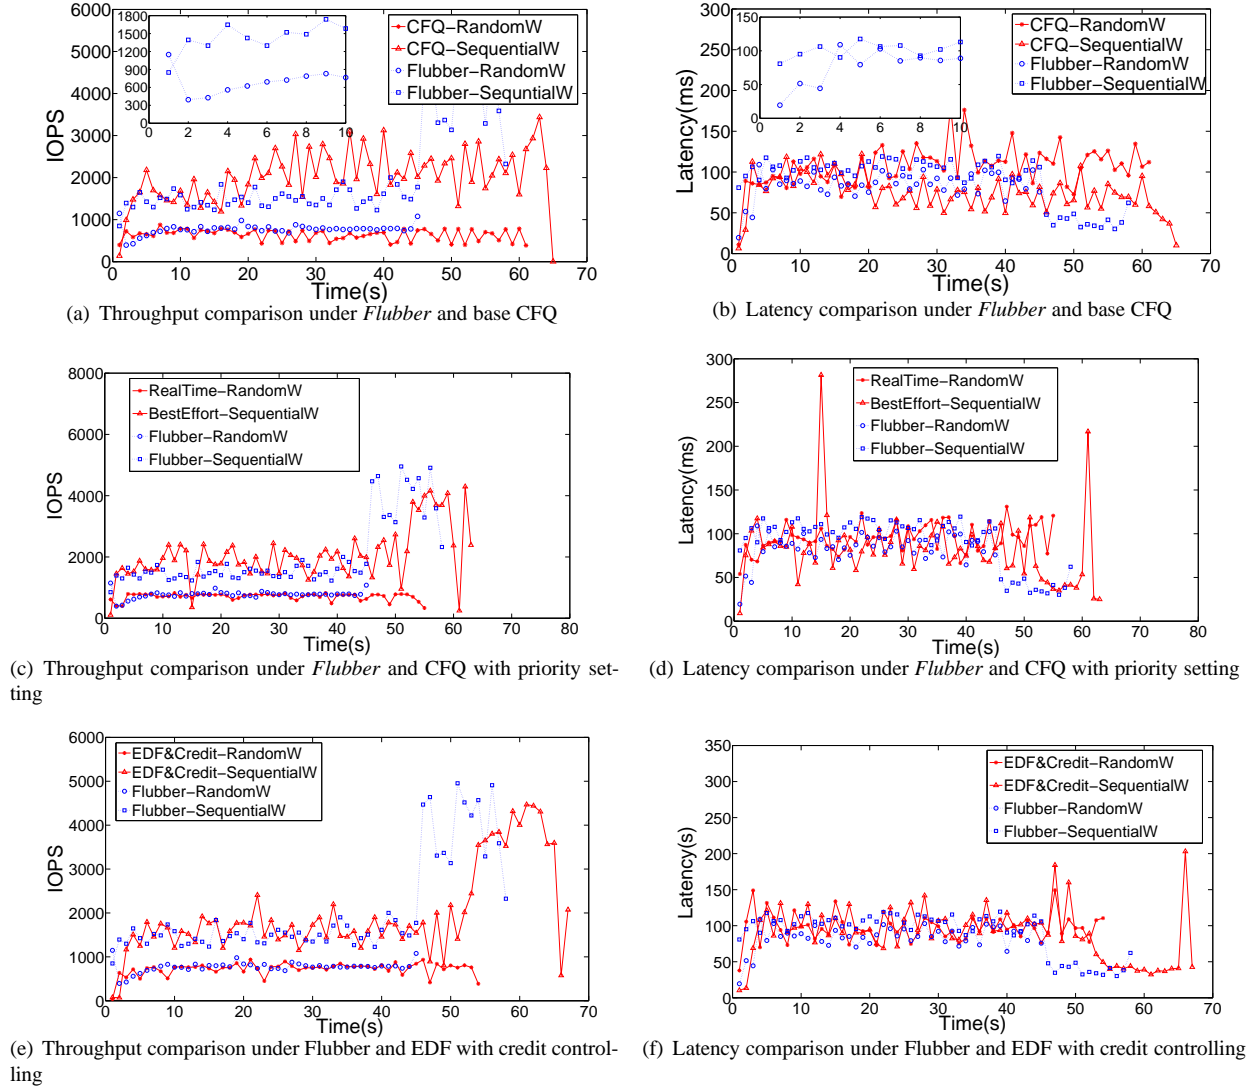 6000
5000
4000
3000
2000
1000
0
IOPS
0 10 20 30 40 50 60 70
Time(s)
1800
1500
1200
900
600
300
0
0 2 4 6 8 10
CFQ−RandomW
CFQ−SequentialW
Flubber−RandomW
Flubber−SequntialW
(a) Throughput comparison under Flubber and base CFQ
300
250
200
150
100
50
0
Latency(ms)
0 10 20 30 40 50 60 70
Time(s)
150
100
50
0
0 2 4 6 8 10
CFQ−RandomW
CFQ−SequentialW
Flubber−RandomW
Flubber−SequentialW
(b) Latency comparison under Flubber and base CFQ
8000
6000
4000
2000
0
IOPS
0 10 20 30 40 50 60 70 80
Time(s)
RealTime−RandomW
BestEffort−SequentialW
Flubber−RandomW
Flubber−SequentialW
(c) Throughput comparison under Flubber and CFQ with priority set-
ting
300
250
200
150
100
50
0
Latency(ms)
0 10 20 30 40 50 60 70 80
Time(s)
RealTime−RandomW
BestEffort−SequentialW
Flubber−RandomW
Flubber−SequentialW
(d) Latency comparison under Flubber and CFQ with priority setting
6000
5000
4000
3000
2000
1000
0
IOPS
0 10 20 30 40 50 60 70
Time(s)
EDF&Credit−RandomW
EDF&Credit−SequentialW
Flubber−RandomW
Flubber−SequentialW
(e) Throughput comparison under Flubber and EDF with credit control-
ling
350
300
250
200
150
100
50
0
Latency(s)
0 10 20 30 40 50 60 70
Time(s)
EDF&Credit−RandomW
EDF&Credit−SequentialW
Flubber−RandomW
Flubber−SequentialW
(f) Latency comparison under Flubber and EDF with credit controlling